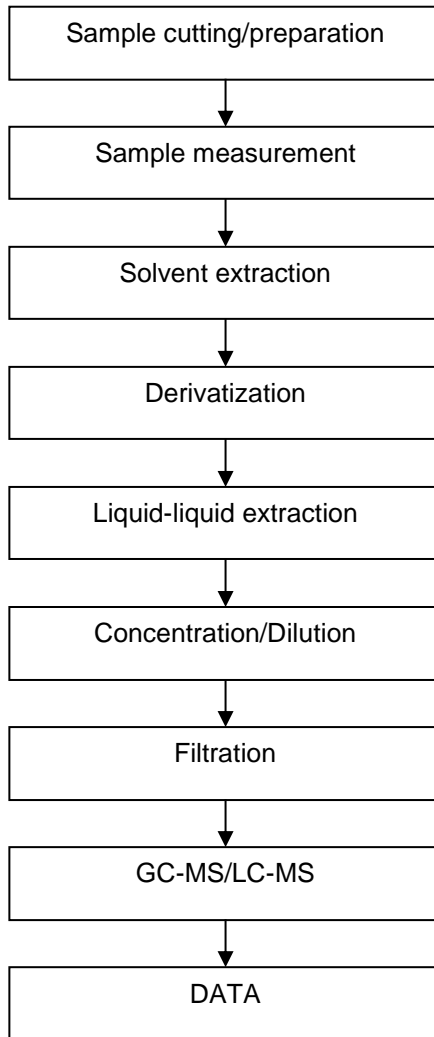 Sample cutting/preparation
Sample measurement
Solvent extraction
Derivatization
Liquid-liquid extraction
Concentration/Dilution
Filtration
GC-MS/LC-MS
DATA